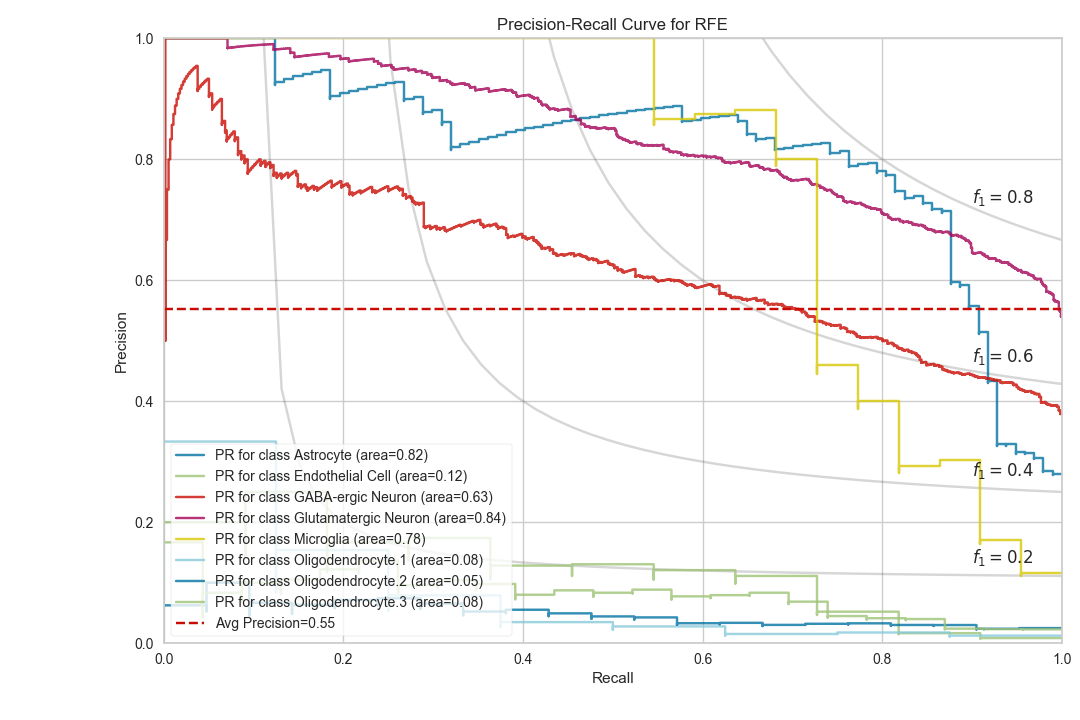 Precision-Recall Curve for RFE
1.0
0.8
0.6
0.4
0.2
0.0
Precision
f1 = 0.8
f1 = 0.6
f1 = 0.4
f1 = 0.2
PR for class Astrocyte (area=0.82)
PR for class Endothelial Cell (area=0.12)
PR for class GABA-ergic Neuron (area=0.63)
PR for class Glutamatergic Neuron (area=0.84)
PR for class Microglia (area=0.78)
PR for class Oligodendrocyte.1 (area=0.08)
PR for class Oligodendrocyte.2 (area=0.05)
PR for class Oligodendrocyte.3 (area=0.08)
Avg Precision=0.55
0.0 0.2 0.4 0.6 0.8 1.0
Recall